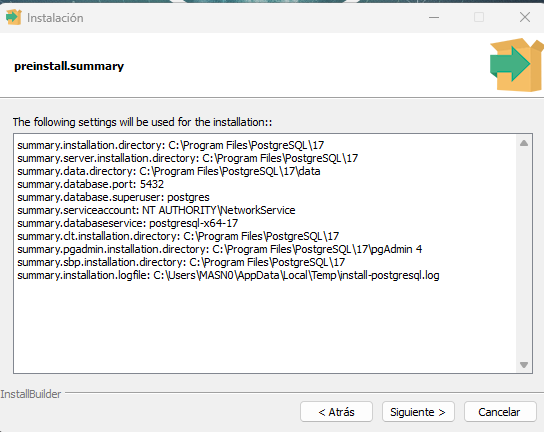 Instalación
preinstall.summary
The following settings will be used for the installation::
summary.installation.directory: C:\Program Files\PostgreSQL\17
summary.server.installation.directory: C:\Program Files\PostgreSQL\17
summary.data.directory: C:\Program Files\PostgreSQL\17\data
summary.database.port: 5432
summary.database.superuser: postgres
summary.serviceaccount: NT AUTHORITY\NetworkService
summary.databaseservice: postgresql-x64-17
summary.clt.installation.directory: C:\Program Files\PostgreSQL\17
summary.pgadmin.installation.directory: C:\Program Files\PostgreSQL\17\pgAdmin 4
summary.sbp.installation.directory: C:\Program Files\PostgreSQL\17
summary.installation.logfile: C:\Users\MASN0\AppData\Local\Temp\install-postgresql.log
InstallBuilder
< Atrás
Siguiente >
Cancelar